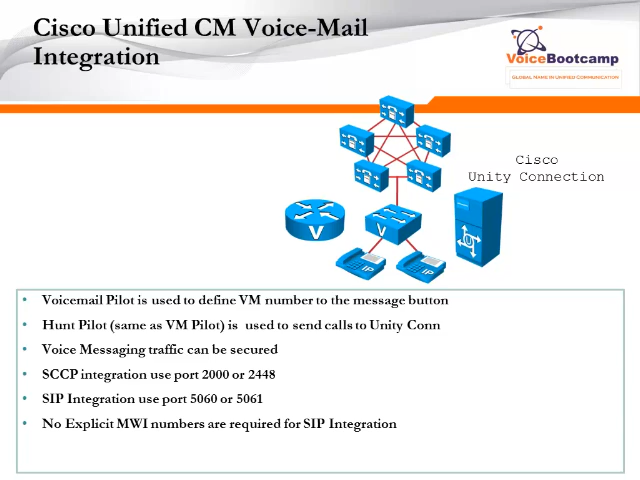 Cisco Unified CM Voice-Mail
Integration
VoiceBootcamp
GLOBAL NAME IN UNIFIED COMMUNICATION
Cisco
Unity Connection
V
V
U
IP
IP
• Voicemail Pilot is used to define VM number to the message button
• Hunt Pilot (same as VM Pilot) is used to send calls to Unity Conn
• Voice Messaging traffic can be secured
• SCCP integration use port 2000 or 2448
• SIP Integration use port 5060 or 5061
• No Explicit MWI numbers are required for SIP Integration